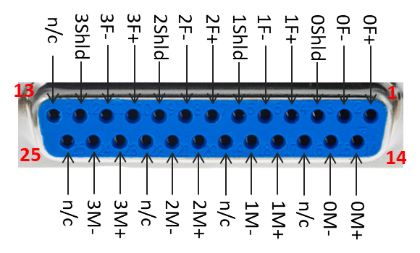 n/c 3Shld 3F- 3F+ 2Shld 2F- 2F+ 1Shld 1F- 1F+ 0Shld 0F- 0F+
13 1
25 14
n/c 3M- 3M+ n/c 2M- 2M+ n/c 1M- 1M+ n/c 0M- 0M+